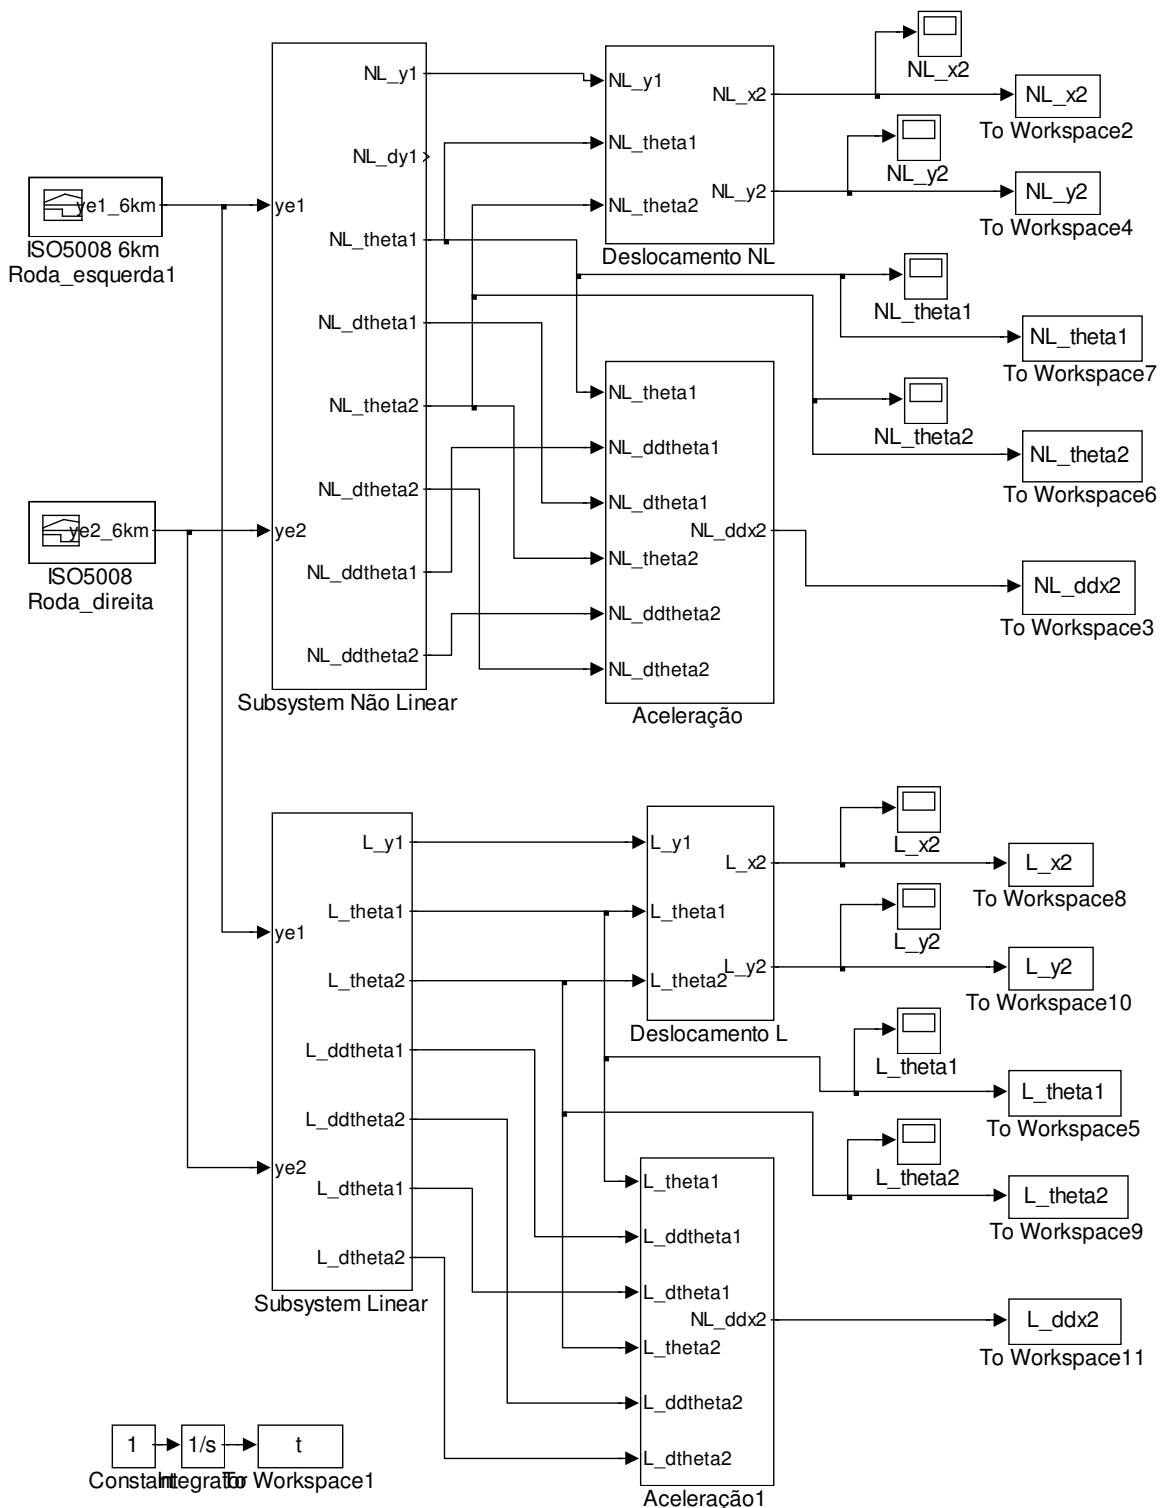 ye1_6km
ISO5008 6km
Roda_esquerda1
ye2_6km
ISO5008
Roda_direita
ye1
ye2
NL_y1
NL_dy1
NL_theta1
NL_dtheta1
NL_theta2
NL_dtheta2
NL_ddtheta1
NL_ddtheta2
Subsystem Não Linear
NL_y1
NL_theta1
NL_theta2
NL_x2
NL_y2
Deslocamento NL
NL_x2
NL_x2
To Workspace2
NL_y2
NL_y2
To Workspace4
NL_theta1
NL_theta1
To Workspace7
NL_theta2
NL_theta2
To Workspace6
NL_theta1
NL_ddtheta1
NL_dtheta1
NL_theta2
NL_ddtheta2
NL_dtheta2
NL_ddx2
Aceleração
NL_ddx2
To Workspace3
ye1
ye2
L_y1
L_theta1
L_theta2
L_ddtheta1
L_ddtheta2
L_dtheta1
L_dtheta2
Subsystem Linear
L_y1
L_theta1
L_theta2
L_x2
L_y2
Deslocamento L
L_x2
L_x2
To Workspace8
L_y2
L_y2
To Workspace10
L_theta1
L_theta1
To Workspace5
L_theta2
L_theta2
To Workspace9
L_theta1
L_ddtheta1
L_dtheta1
L_theta2
L_ddtheta2
L_dtheta2
NL_ddx2
Aceleração1
L_ddx2
To Workspace11
1
Constant
1/s
Integrator
t
To Workspace1